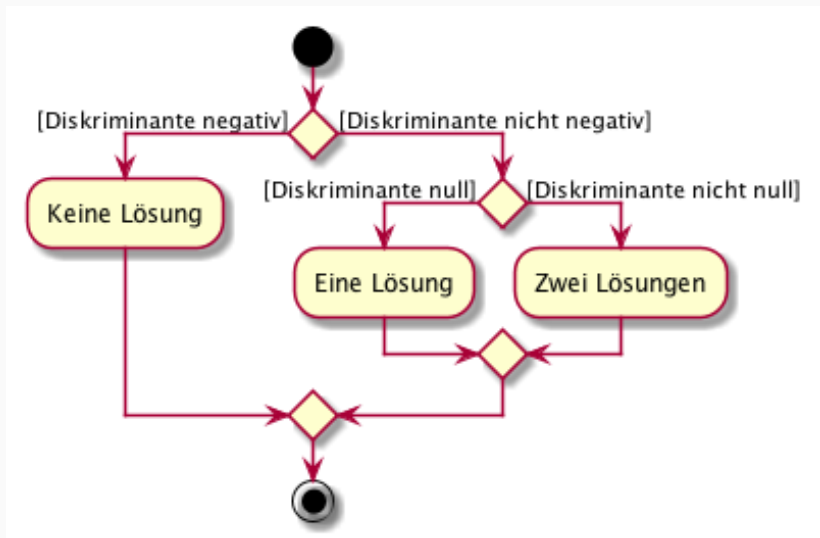 [Diskriminante negativ]
[Diskriminante nicht negativ]
Keine Lösung
[Diskriminante null]
[Diskriminante nicht null]
Eine Lösung
Zwei Lösungen